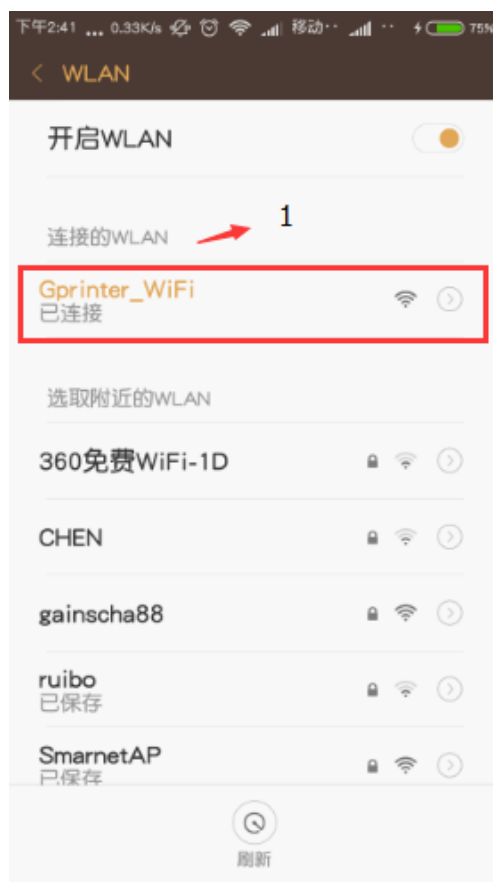 下午2:41 ... 0.33K/s 移动·· ·· 75%
< WLAN
开启WLAN
连接的WLAN
1
Gprinter_WiFi
已连接
选取附近的WLAN
360免费WiFi-1D
CHEN
gainscha88
ruibo
已保存
SmarnetAP
已保存
刷新